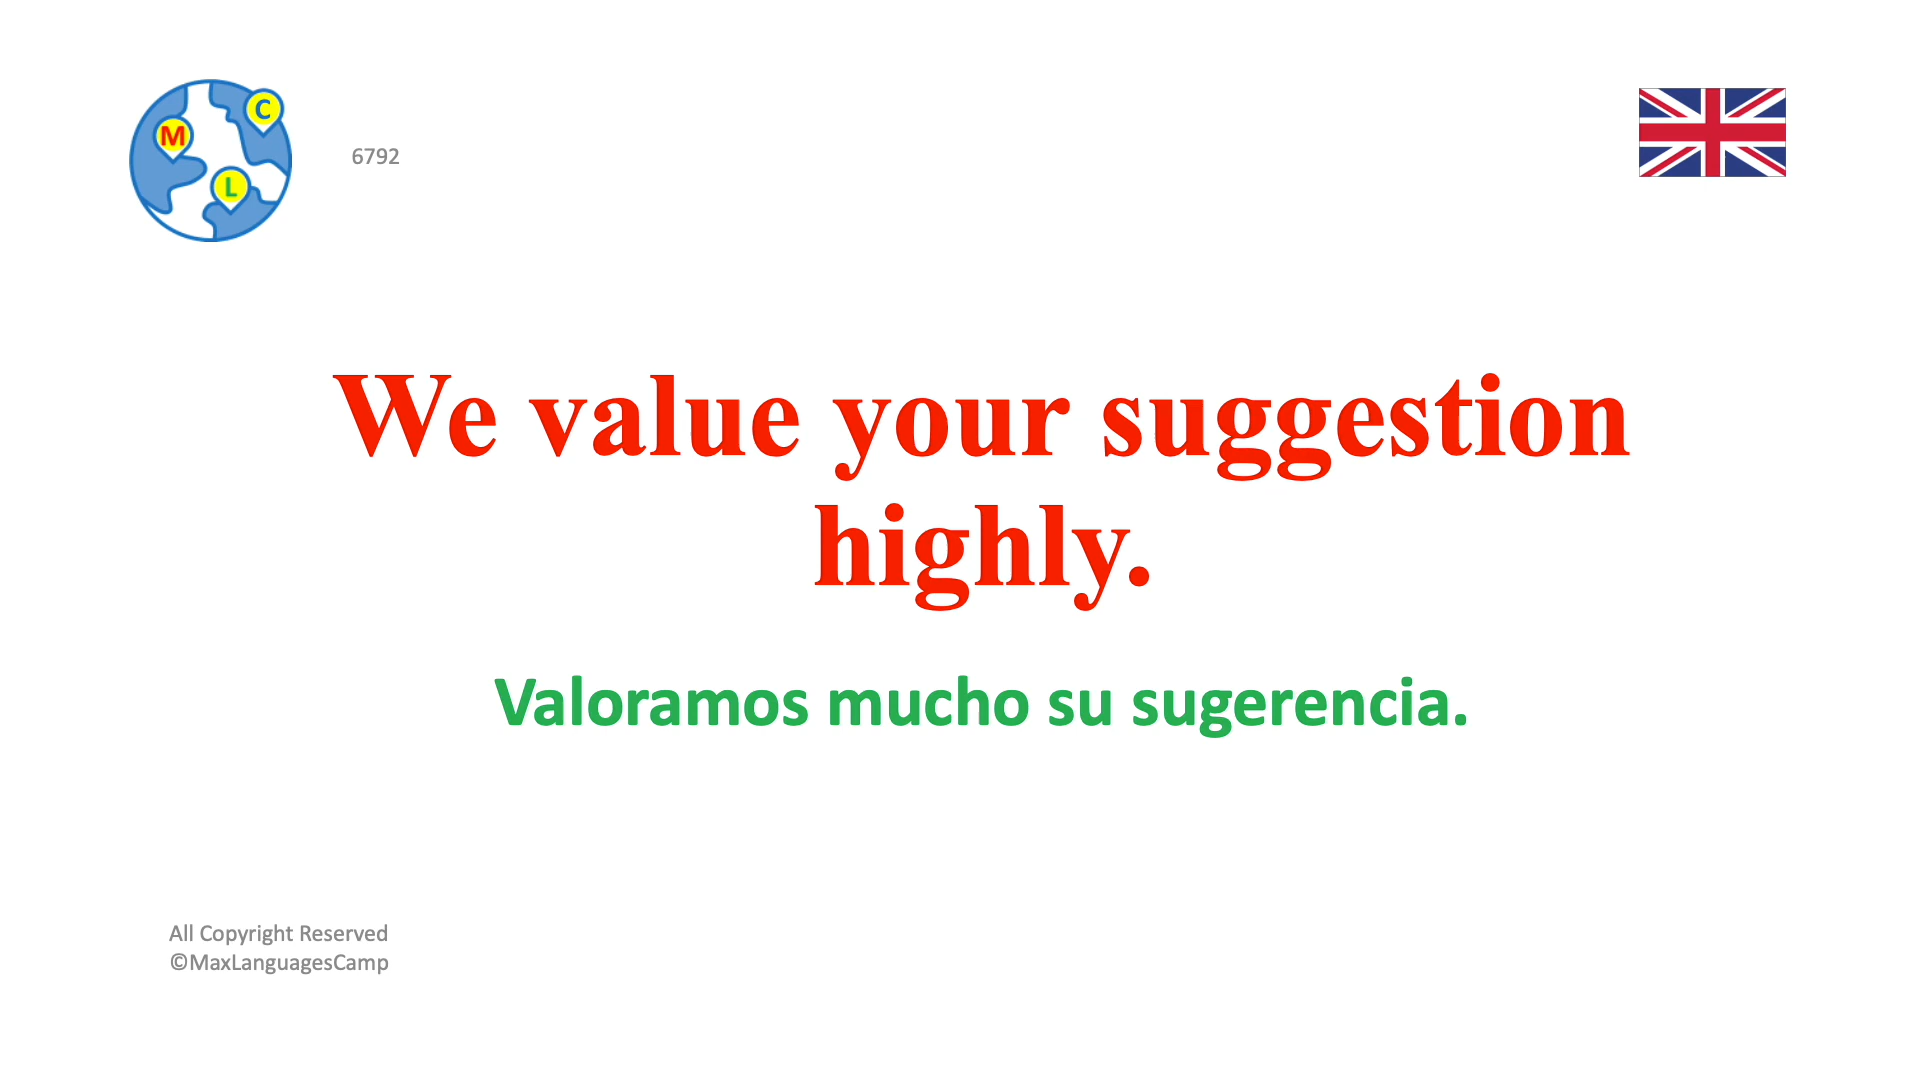 C
M
L
6792
We value your suggestion
highly.
Valoramos mucho su sugerencia.
All Copyright Reserved
©MaxLanguagesCamp